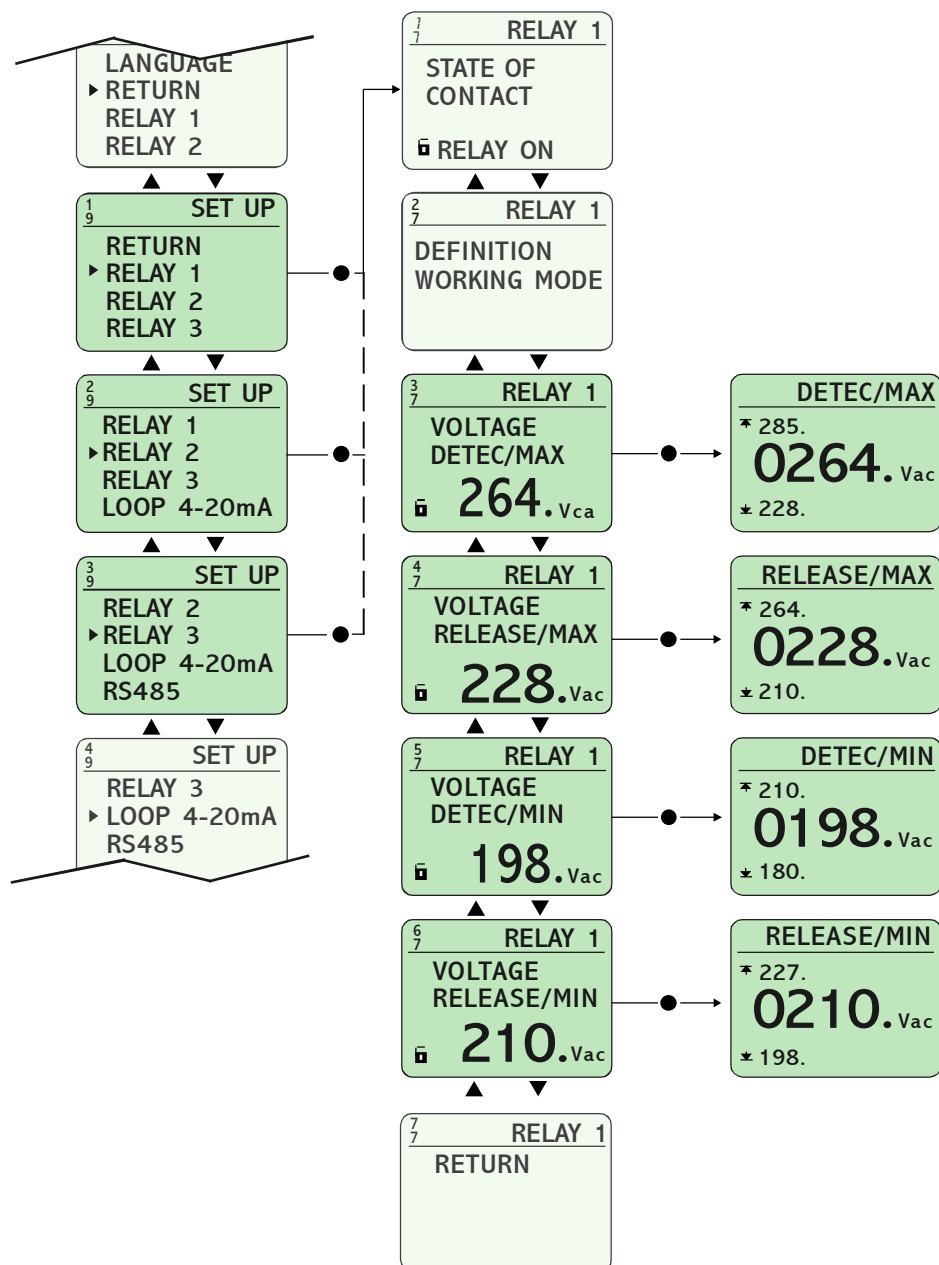 LANGUAGE
RETURN
RELAY 1
RELAY 2
1
9
SET UP
RETURN
RELAY 1
RELAY 2
RELAY 3
2
9
SET UP
RELAY 1
RELAY 2
RELAY 3
LOOP 4-20mA
3
9
SET UP
RELAY 2
RELAY 3
LOOP 4-20mA
RS485
4
9
SET UP
RELAY 3
LOOP 4-20mA
RS485
1
7
RELAY 1
STATE OF
CONTACT
RELAY ON
2
7
RELAY 1
DEFINITION
WORKING MODE
3
7
RELAY 1
VOLTAGE
DETEC/MAX
264.Vca
4
7
RELAY 1
VOLTAGE
RELEASE/MAX
228.Vac
5
7
RELAY 1
VOLTAGE
DETEC/MIN
198.Vac
6
7
RELAY 1
VOLTAGE
RELEASE/MIN
210.Vac
7
7
RELAY 1
RETURN
DETEC/MAX
285.
0264.Vac
228.
RELEASE/MAX
264.
0228.Vac
210.
DETEC/MIN
210.
0198.Vac
180.
RELEASE/MIN
227.
0210.Vac
198.